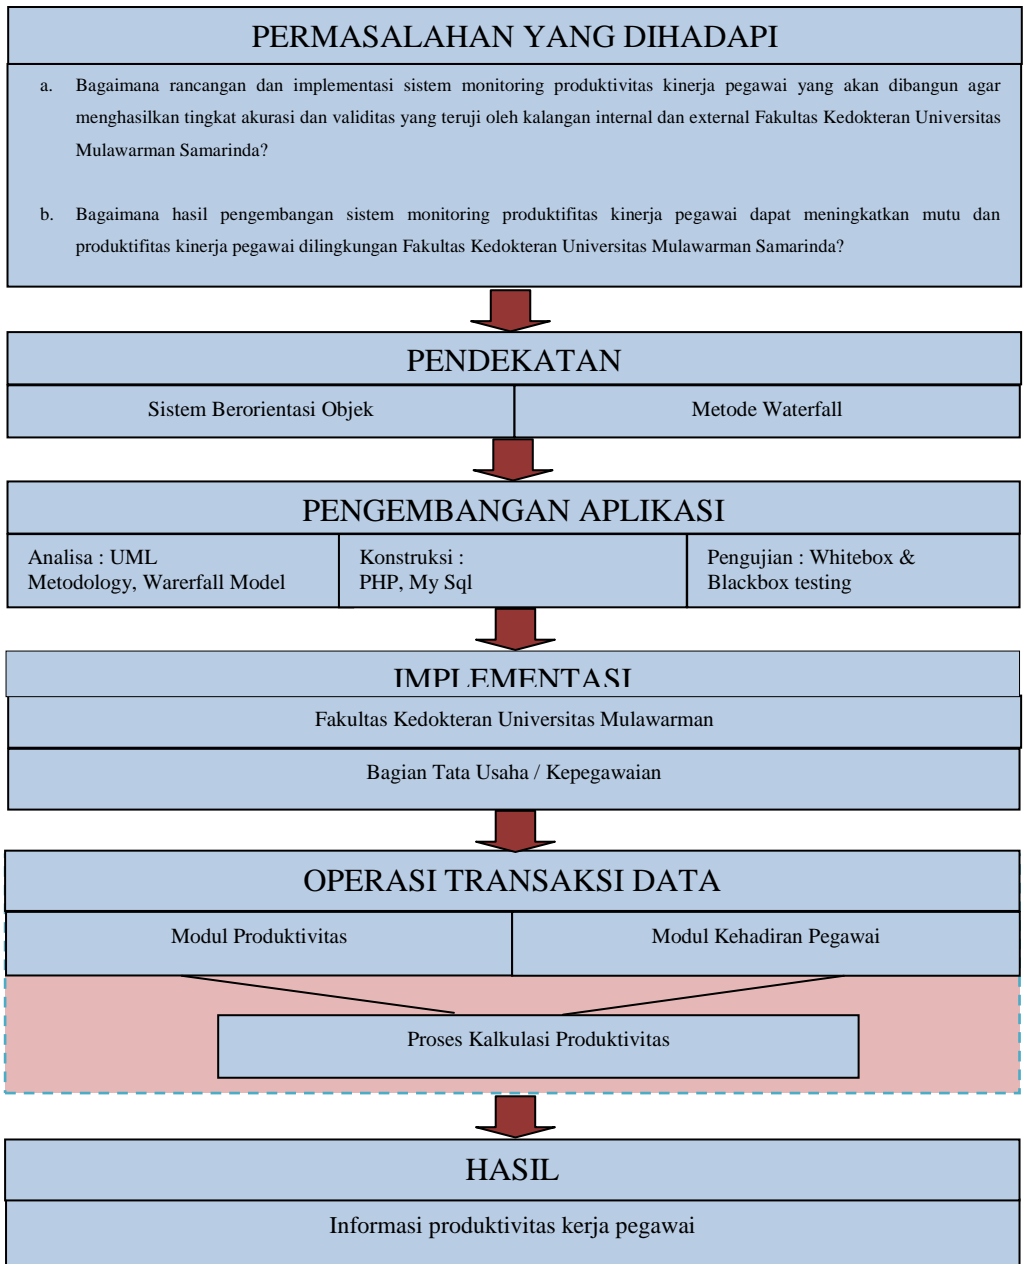 PERMASALAHAN YANG DIHADAPI
a. Bagaimana rancangan dan implementasi sistem monitoring produktivitas kinerja pegawai yang akan dibangun agar
menghasilkan tingkat akurasi dan validitas yang teruji oleh kalangan internal dan external Fakultas Kedokteran Universitas
Mulawarman Samarinda?
b. Bagaimana hasil pengembangan sistem monitoring produktifitas kinerja pegawai dapat meningkatkan mutu dan
produktifitas kinerja pegawai dilingkungan Fakultas Kedokteran Universitas Mulawarman Samarinda?
PENDEKATAN
Sistem Berorientasi Objek
Metode Waterfall
PENGEMBANGAN APLIKASI
Analisa : UML
Metodology, Warerfall Model
Konstruksi :
PHP, My Sql
Pengujian : Whitebox &
Blackbox testing
IMPLEMENTASI
Fakultas Kedokteran Universitas Mulawarman
Bagian Tata Usaha / Kepegawaian
OPERASI TRANSAKSI DATA
Modul Produktivitas
Modul Kehadiran Pegawai
Proses Kalkulasi Produktivitas
HASIL
Informasi produktivitas kerja pegawai